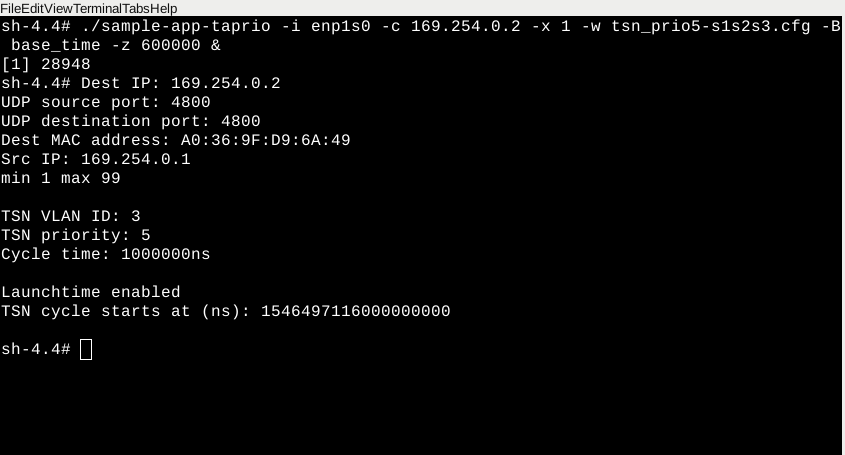 FileEditViewTerminalTabsHelp
sh-4.4# ./sample-app-taprio -i enp1s0 -c 169.254.0.2 -x 1 -w tsn_prio5-s1s2s3.cfg -B
 base_time -z 600000 &
[1] 28948
sh-4.4# Dest IP: 169.254.0.2
UDP source port: 4800
UDP destination port: 4800
Dest MAC address: A0:36:9F:D9:6A:49
Src IP: 169.254.0.1
min 1 max 99

TSN VLAN ID: 3
TSN priority: 5
Cycle time: 1000000ns

Launchtime enabled
TSN cycle starts at (ns): 1546497116000000000

sh-4.4#